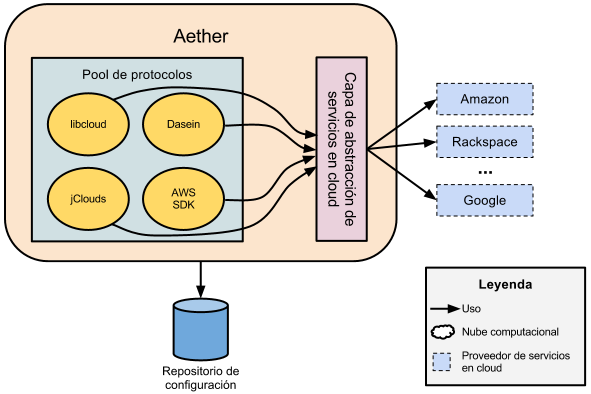 Aether
Pool de protocolos
libcloud
Dasein
jClouds
AWS
SDK
Capa de abstracción de
servicios en cloud
Amazon
Rackspace
...
Google
Repositorio de
configuración
Leyenda
Uso
Nube computacional
Proveedor de servicios
en cloud